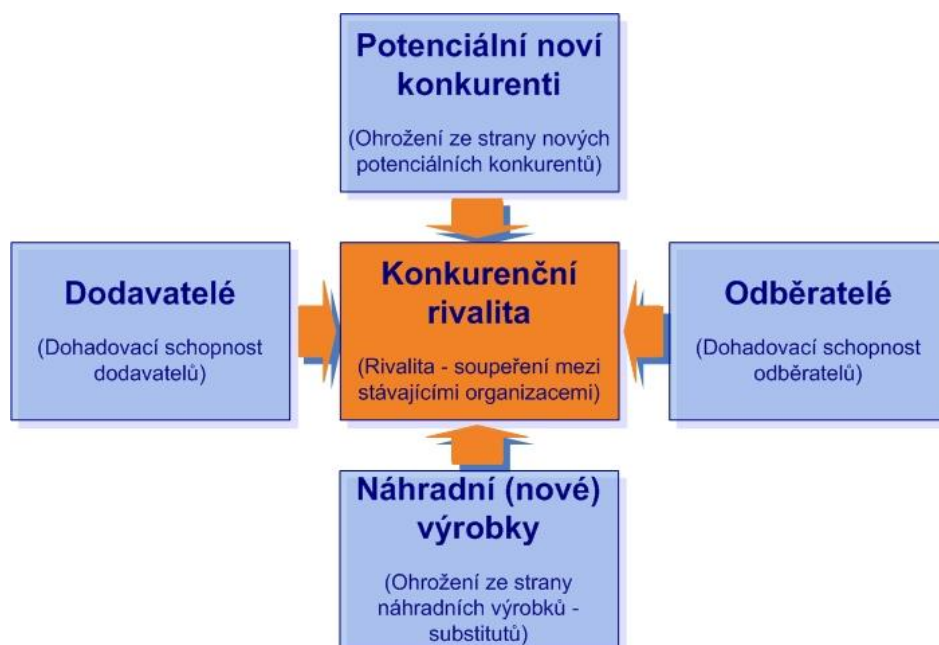 Potenciální noví
konkurenti
(Ohrožení ze strany nových
potenciálních konkurentů)
Dodavatelé
(Dohadovací schopnost
dodavatelů)
Konkurenční
rivalita
(Rivalita - soupeření mezi
stávajícími organizacemi)
Odběratelé
(Dohadovací schopnost
odběratelů)
Náhradní (nové)
výrobky
(Ohrožení ze strany
náhradních výrobků -
substitutů)